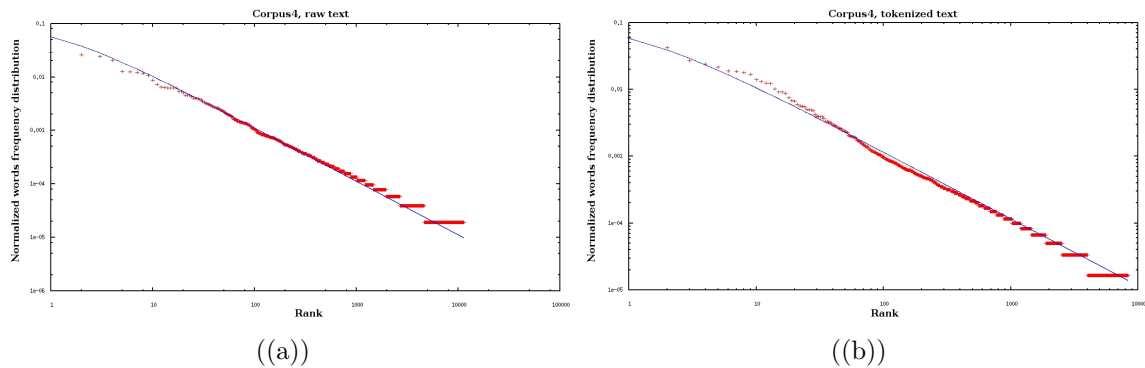 Corpus4, raw text
Normalized words frequency distribution
0,1
0,01
0,001
1e-04
1e-05
1e-06
1
10
100
1000
10000
100000
Rank
((a))
Corpus4, tokenized text
Normalized words frequency distribution
0,1
0,01
0,001
1e-04
1e-05
1
10
100
1000
10000
Rank
((b))